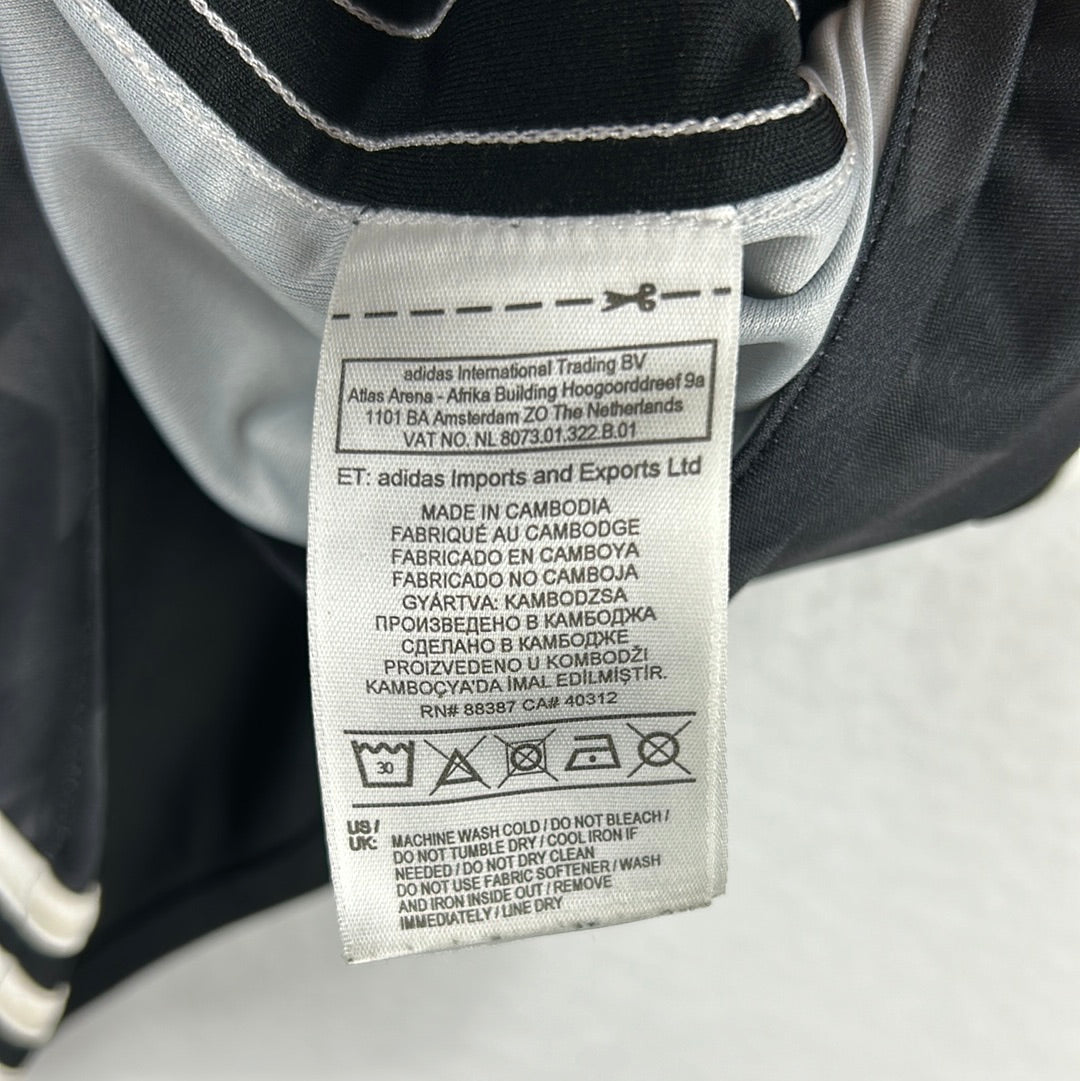 adidas International Trading BV
Atlas Arena - Afrika Building Hoogoorddreef 9a
1101 BA Amsterdam ZO The Netherlands
VAT NO. NL 8073.01.322.B.01
ET: adidas Imports and Exports Ltd
MADE IN CAMBODIA
FABRIQUÉ AU CAMBODGE
FABRICADO EN CAMBOYA
FABRICADO NO CAMBOJA
GYÁRTVA: KAMBODZSA
ПРОИЗВЕДЕНО В КАМБОДЖА
СДЕЛАНО В КАМБОДЖЕ
PROIZVEDENO U KOMBODŽI
KAMBOÇYA'DA İMAL EDİLMİŞTİR.
RN# 88387 CA# 40312
30
US / UK: MACHINE WASH COLD / DO NOT BLEACH /
DO NOT TUMBLE DRY / COOL IRON IF
NEEDED / DO NOT DRY CLEAN
DO NOT USE FABRIC SOFTENER / WASH
AND IRON INSIDE OUT / REMOVE
IMMEDIATELY / LINE DRY